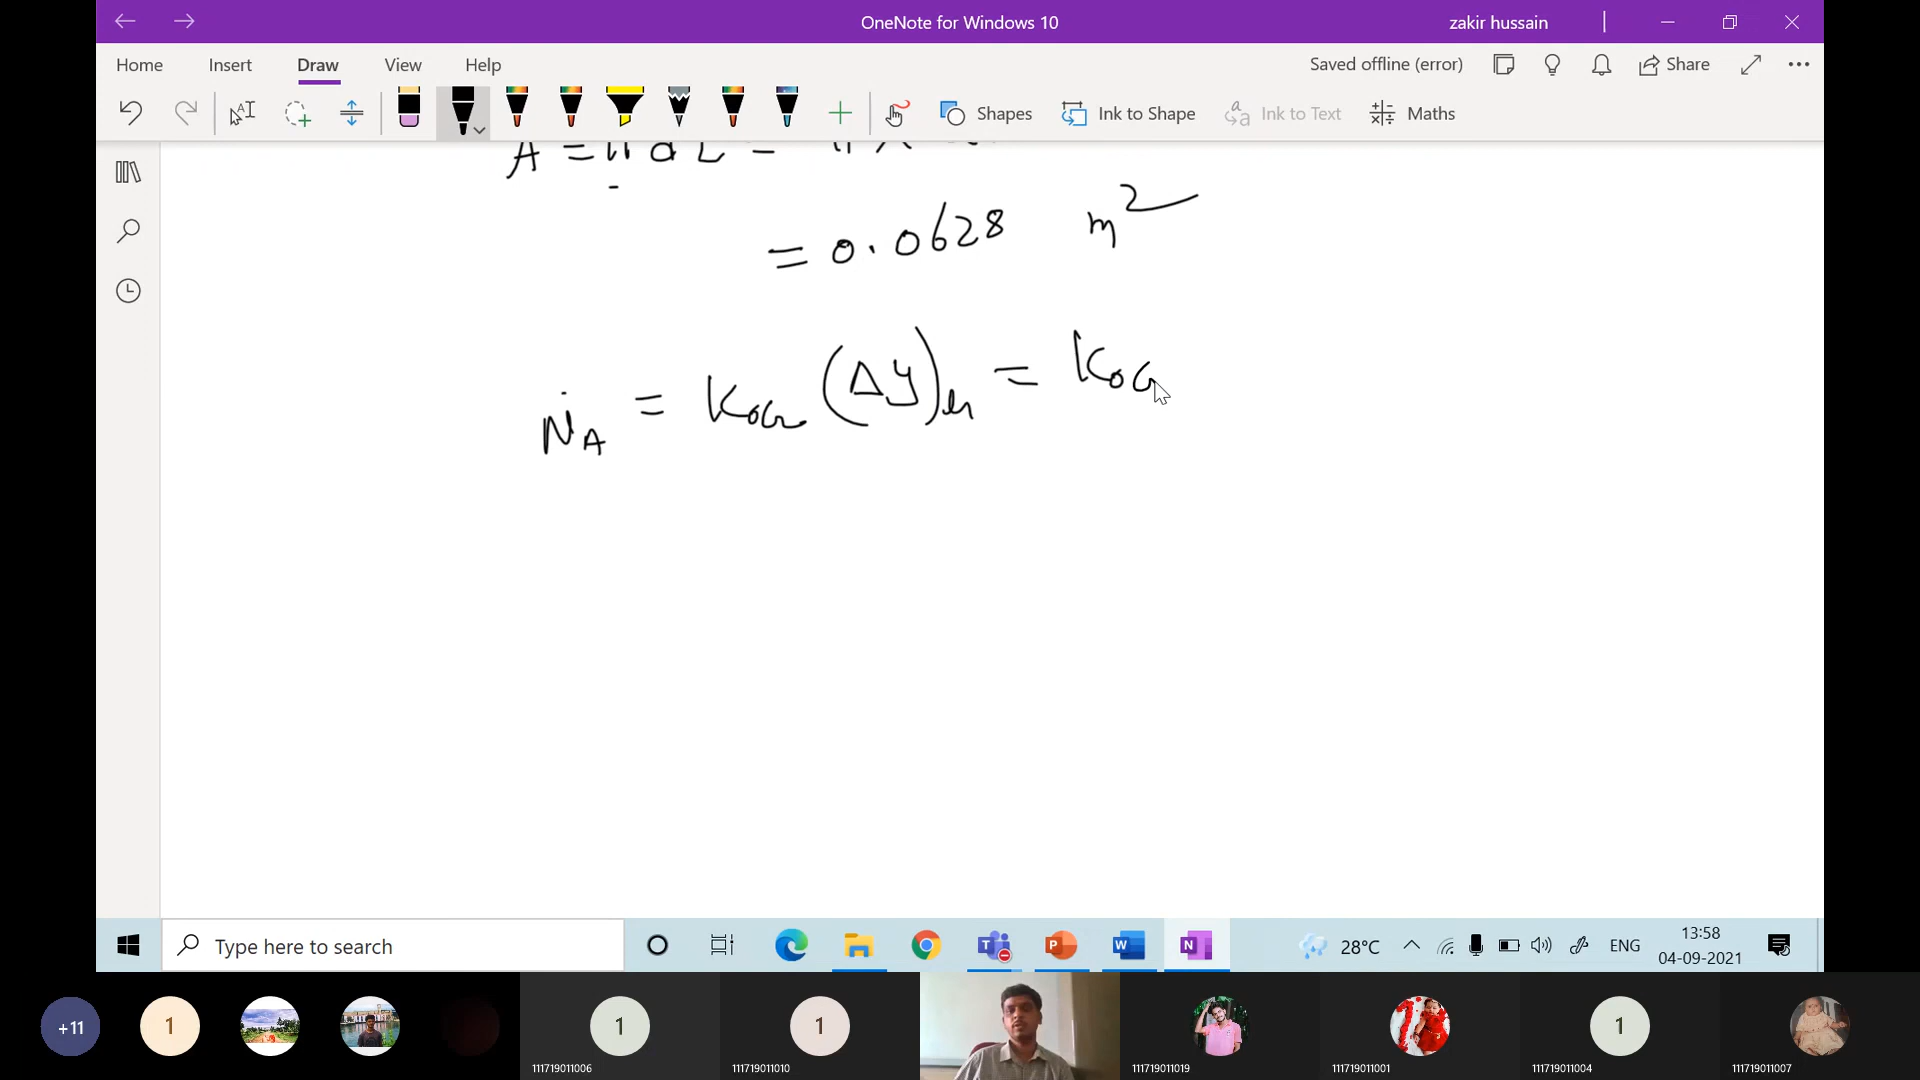 OneNote for Windows 10
zakir hussain
Home Insert Draw View Help
Saved offline (error) Share
Shapes Ink to Shape Ink to Text Maths
A = π d L = π ×
= 0.0628 m²
ṄA = KoG (Δy)ln = KoG
Type here to search
28°C ENG 13:58
04-09-2021
+11 1 1 1 1
111719011006 111719011010 111719011019 111719011001 111719011004 111719011007